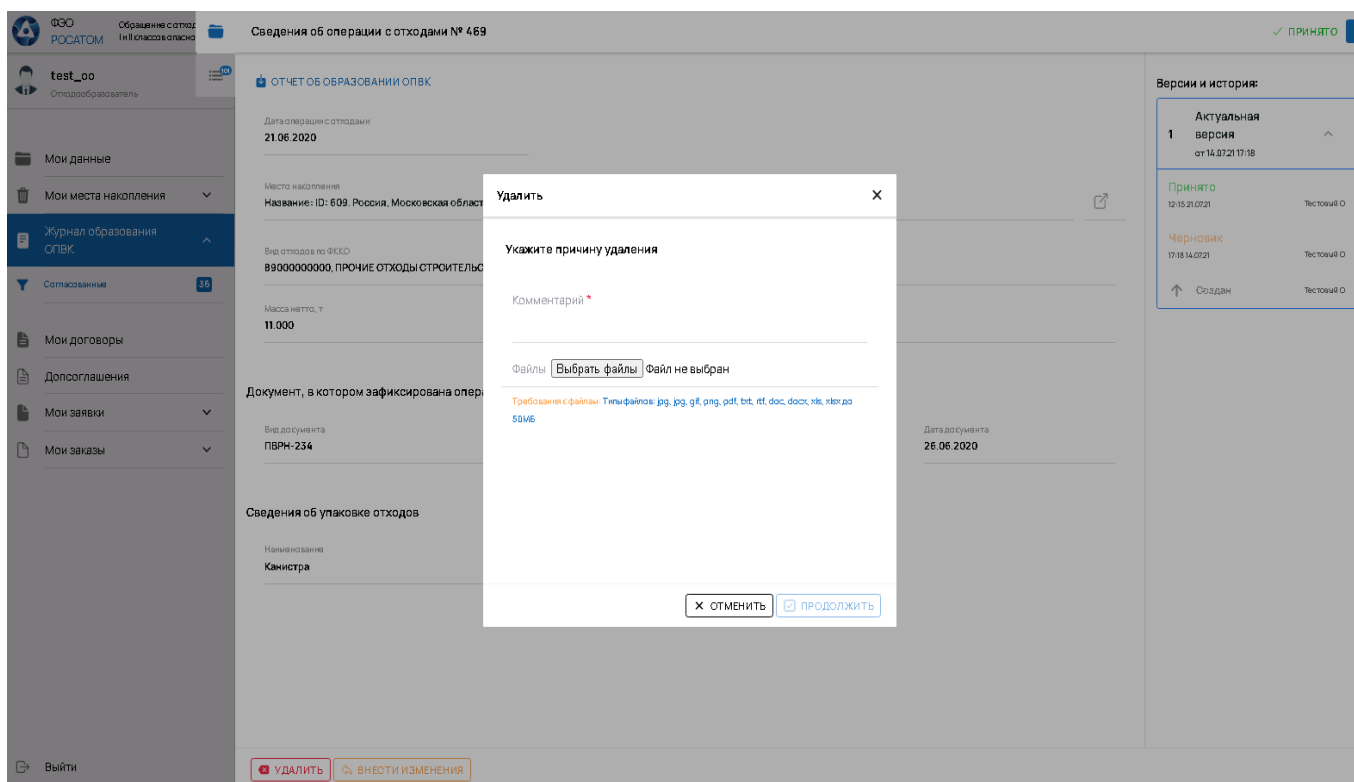 ФЭО
РОСАТОМ
Обращение с отход
I и II классов опасно
Сведения об операции с отходами № 469
ПРИНЯТО
test_oo
Отходообразователь
101
ОТЧЕТ ОБ ОБРАЗОВАНИИ ОПВК
Дата операции с отходами
21.06.2020
Мои данные
Мои места накопления
Журнал образования
ОПВК
Согласованные
36
Мои договоры
Допсоглашения
Мои заявки
Мои заказы
Выйти
Место накопления
Название: ID: 609. Россия, Московская област
Вид отходов по ФККО
89000000000, ПРОЧИЕ ОТХОДЫ СТРОИТЕЛЬС
Масса нетто, т
11.000
Документ, в котором зафиксирована опера
Вид документа
ПВРН-234
Дата документа
26.06.2020
Сведения об упаковке отходов
Наименование
Канистра
Удалить
Укажите причину удаления
Комментарий *
Файлы Выбрать файлы Файл не выбран
Требования к файлам: Типы файлов: jpg, jpg, gif, png, pdf, txt, rtf, doc, docx, xls, xlsx до
50МБ
ОТМЕНИТЬ
ПРОДОЛЖИТЬ
Версии и история:
1
Актуальная
версия
от 14.07.21 17:18
Принято
12:15 21.07.21
Тестовый О
Черновик
17:18 14.07.21
Тестовый О
Создан
Тестовый О
УДАЛИТЬ
ВНЕСТИ ИЗМЕНЕНИЯ